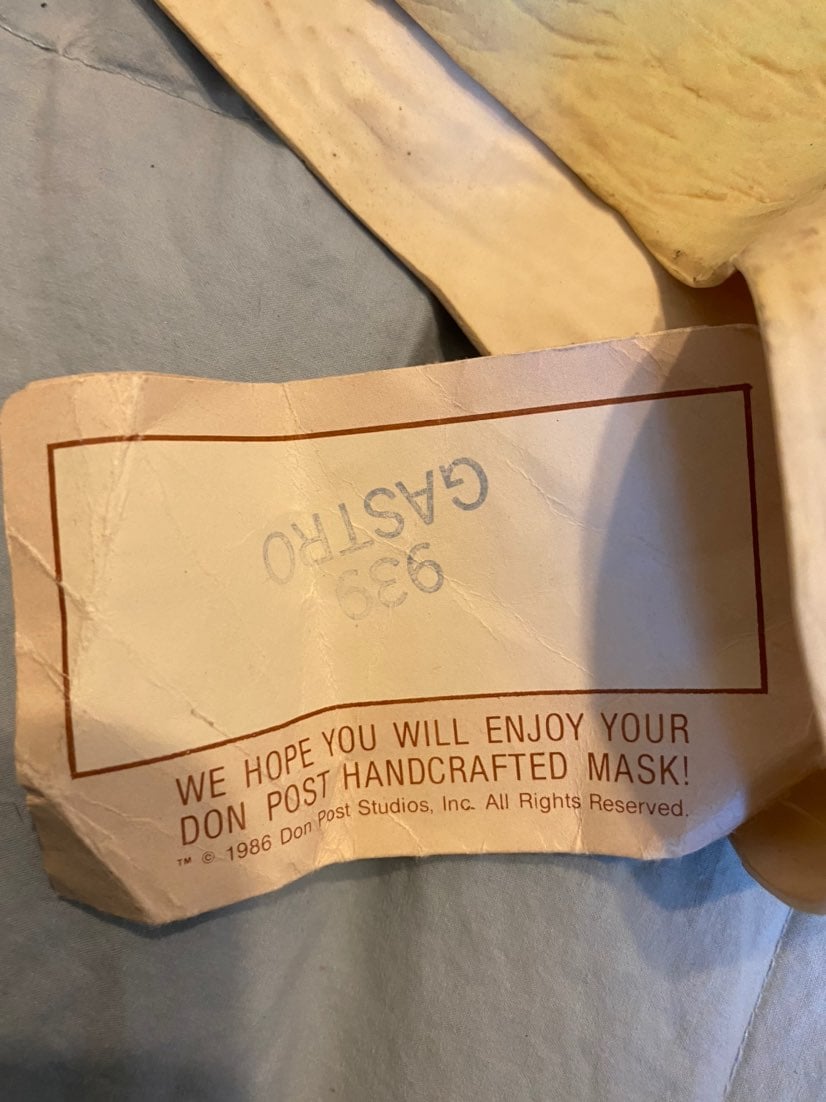 939
GASTRO
WE HOPE YOU WILL ENJOY YOUR
DON POST HANDCRAFTED MASK!
™ © 1986 Don Post Studios, Inc. All Rights Reserved.